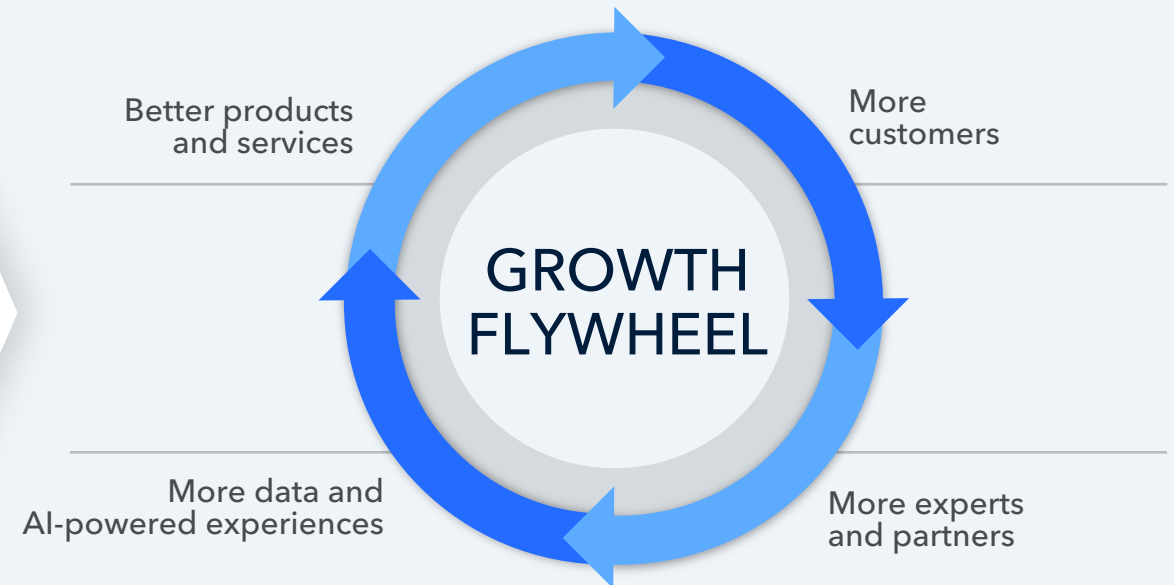 Better products
and services
More
customers
GROWTH
FLYWHEEL
More data and
AI-powered experiences
More experts
and partners